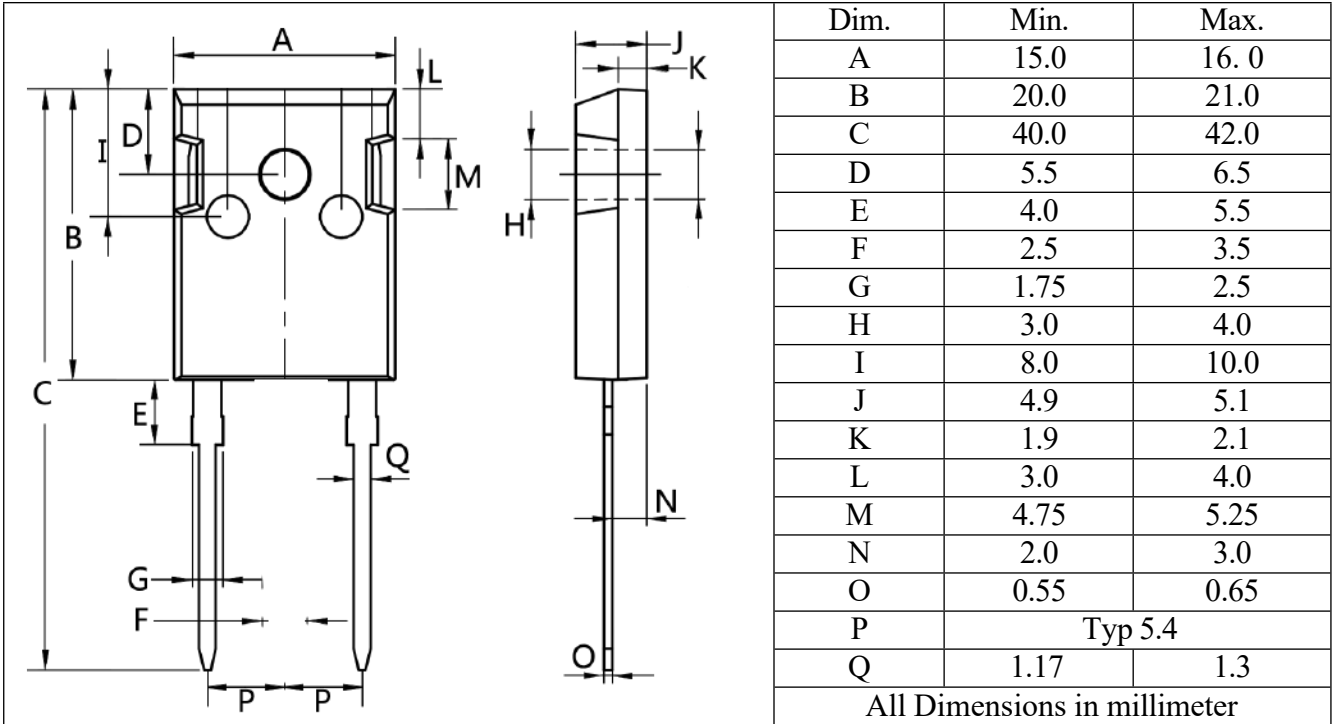 A
L
D
I
M
B
C
E
Q
G
F
P P
J
K
H
N
O
Dim. Min. Max.
A 15.0 16. 0
B 20.0 21.0
C 40.0 42.0
D 5.5 6.5
E 4.0 5.5
F 2.5 3.5
G 1.75 2.5
H 3.0 4.0
I 8.0 10.0
J 4.9 5.1
K 1.9 2.1
L 3.0 4.0
M 4.75 5.25
N 2.0 3.0
O 0.55 0.65
P Typ 5.4
Q 1.17 1.3
All Dimensions in millimeter